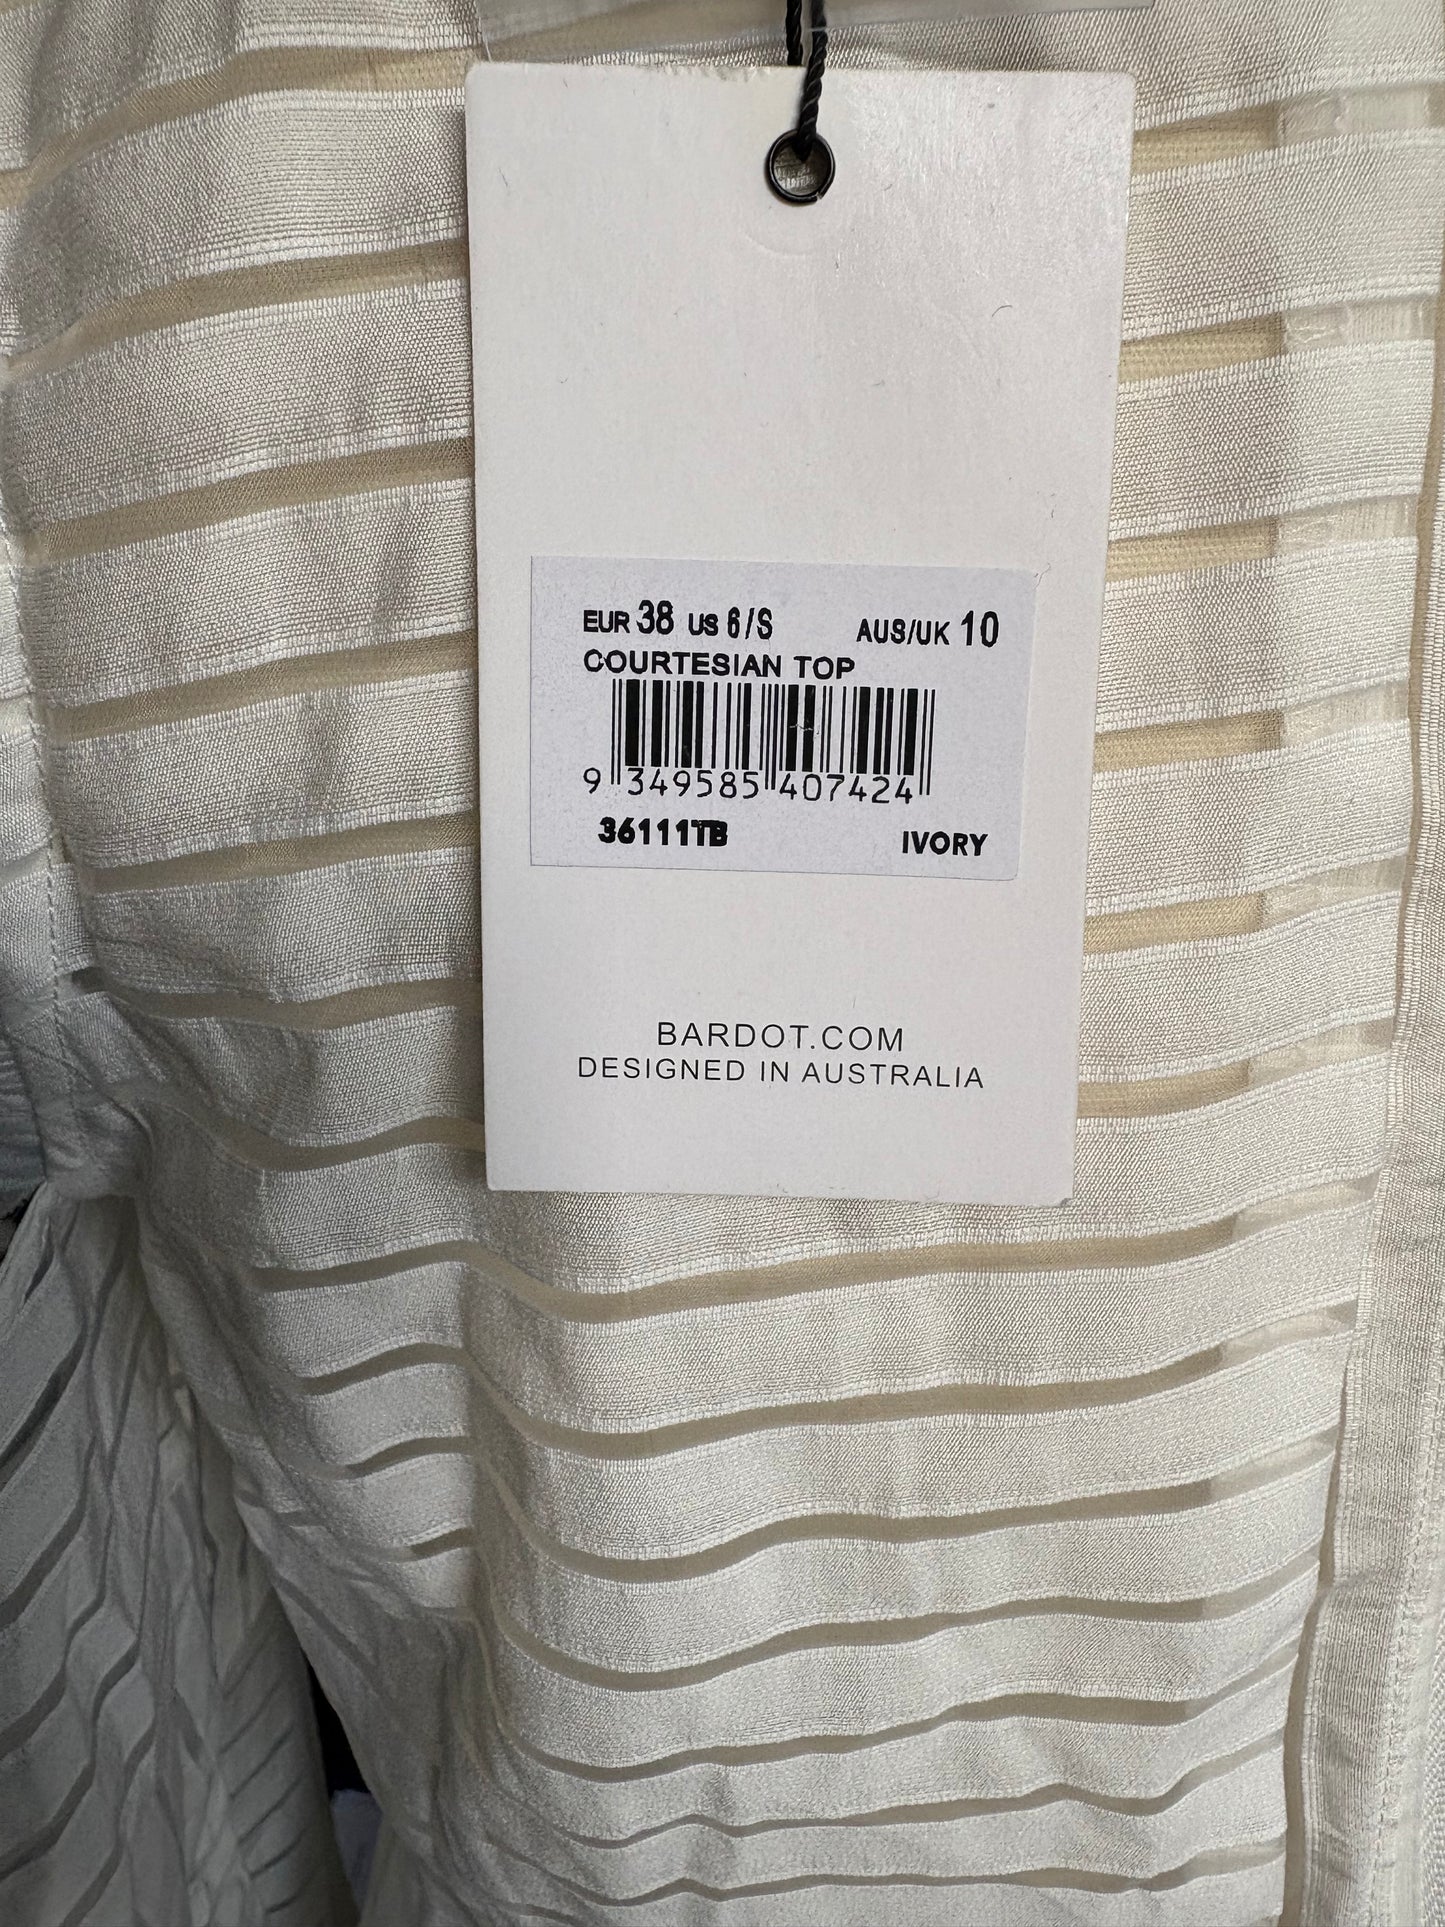 EUR 38 US 6/S AUS/UK 10
COURTESIAN TOP
9 349585 407424
36111TB IVORY
BARDOT.COM
DESIGNED IN AUSTRALIA